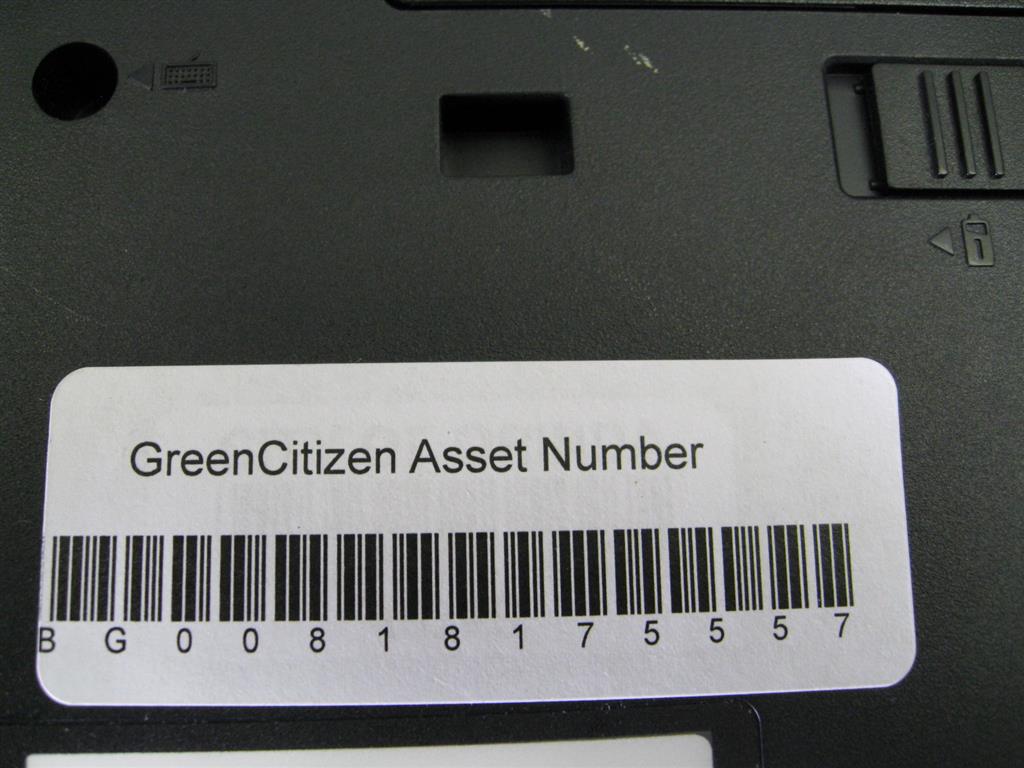 GreenCitizen Asset Number
B G 0 0 8 1 8 1 7 5 5 5 7